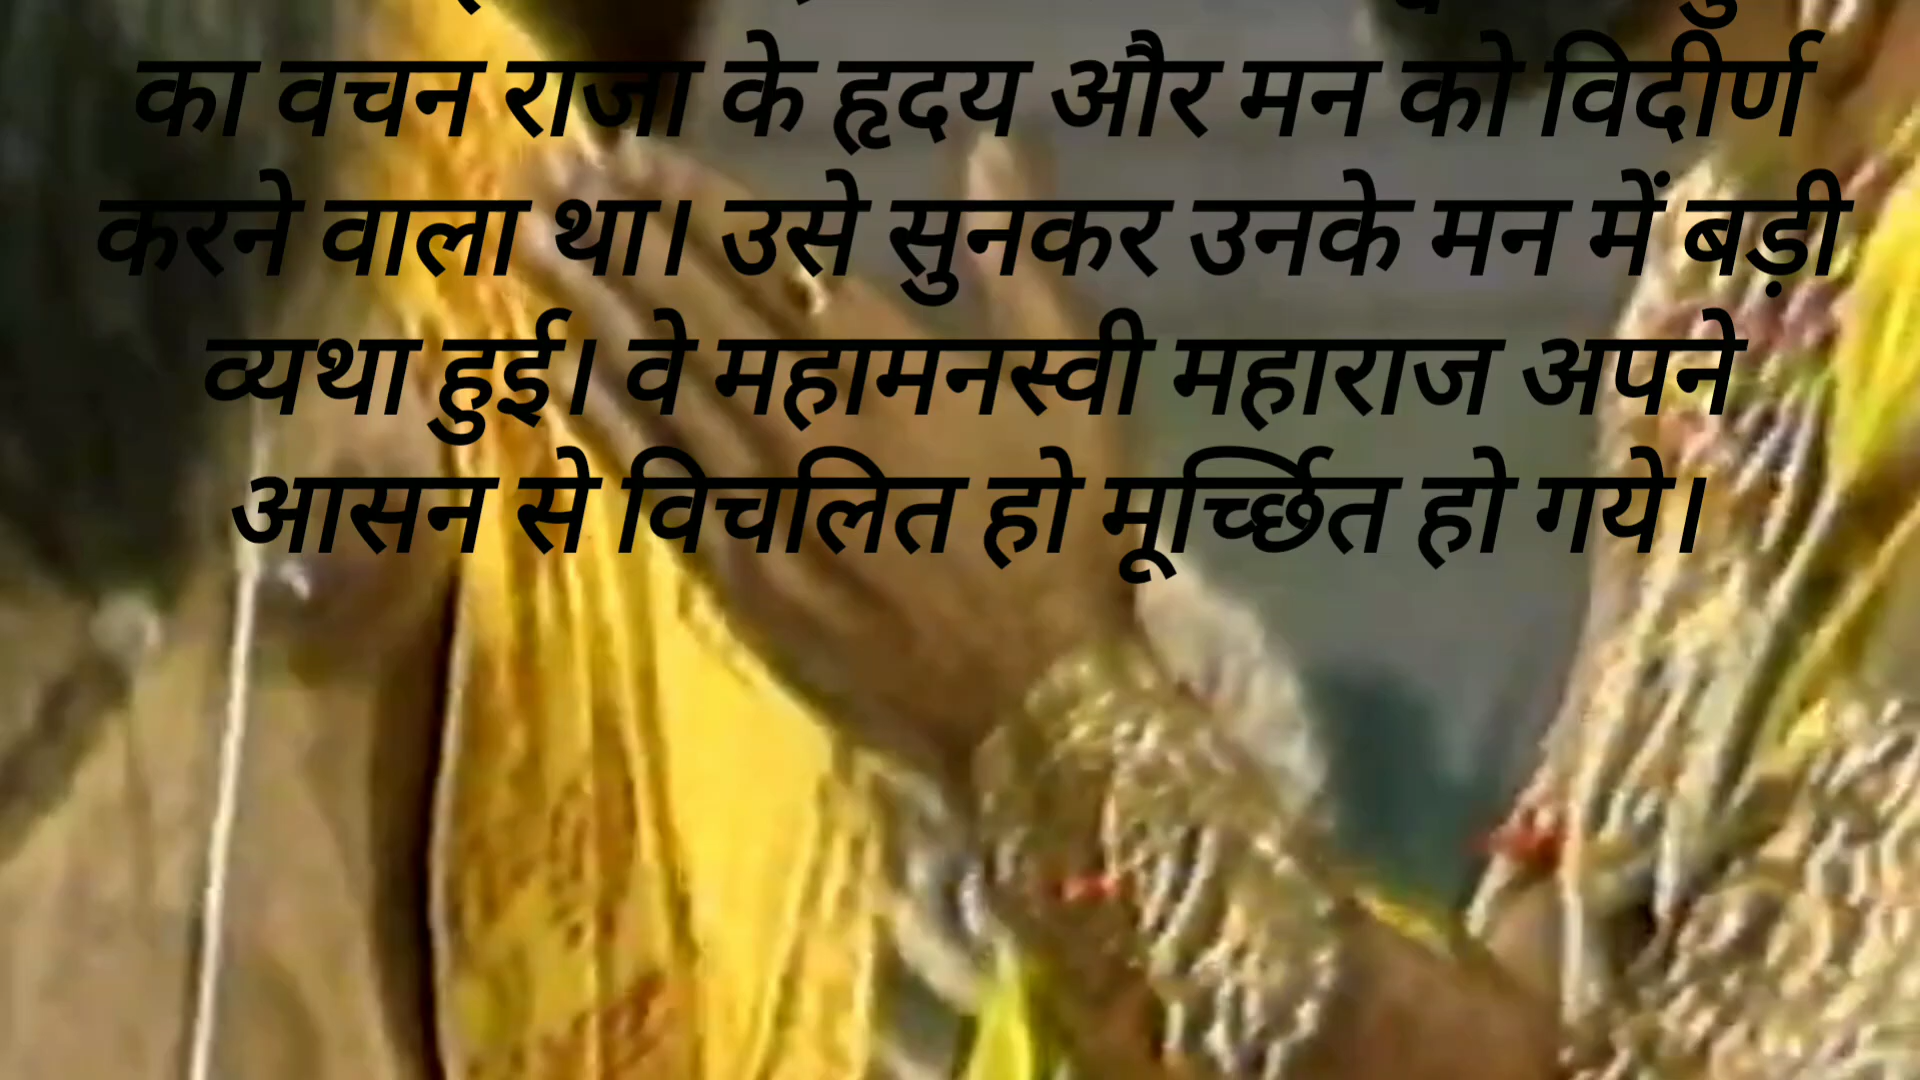 का वचन राजा के हृदय और मन को विदीर्ण
करने वाला था। उसे सुनकर उनके मन में बड़ी
व्यथा हुई। वे महामनस्वी महाराज अपने
आसन से विचलित हो मूर्च्छित हो गये।